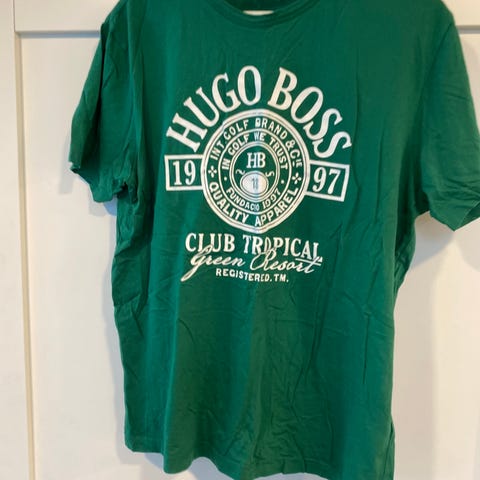 HUGO BOSS
INT GOLF BRAND & CIE
IN GOLF WE TRUST
HB
19 97
FUNDACIO
QUALITY APPAREL
CLUB TROPICAL
Green Resort
REGISTERED.TM.